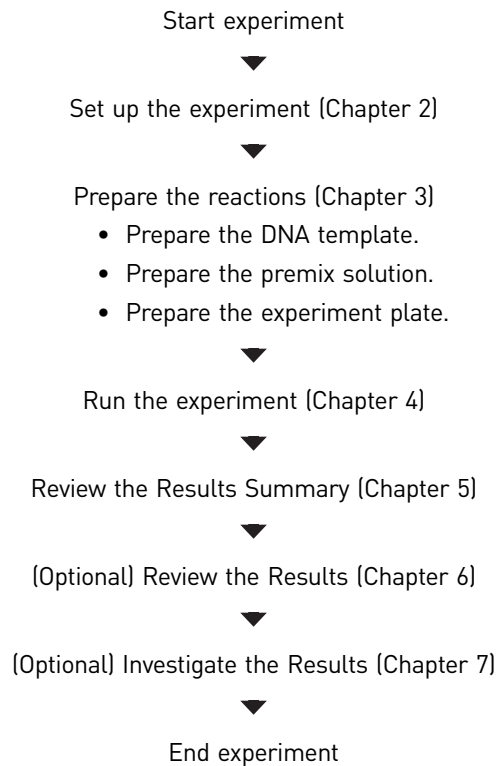 Start experiment
Set up the experiment (Chapter 2)
Prepare the reactions (Chapter 3)
• Prepare the DNA template.
• Prepare the premix solution.
• Prepare the experiment plate.
Run the experiment (Chapter 4)
Review the Results Summary (Chapter 5)
(Optional) Review the Results (Chapter 6)
(Optional) Investigate the Results (Chapter 7)
End experiment